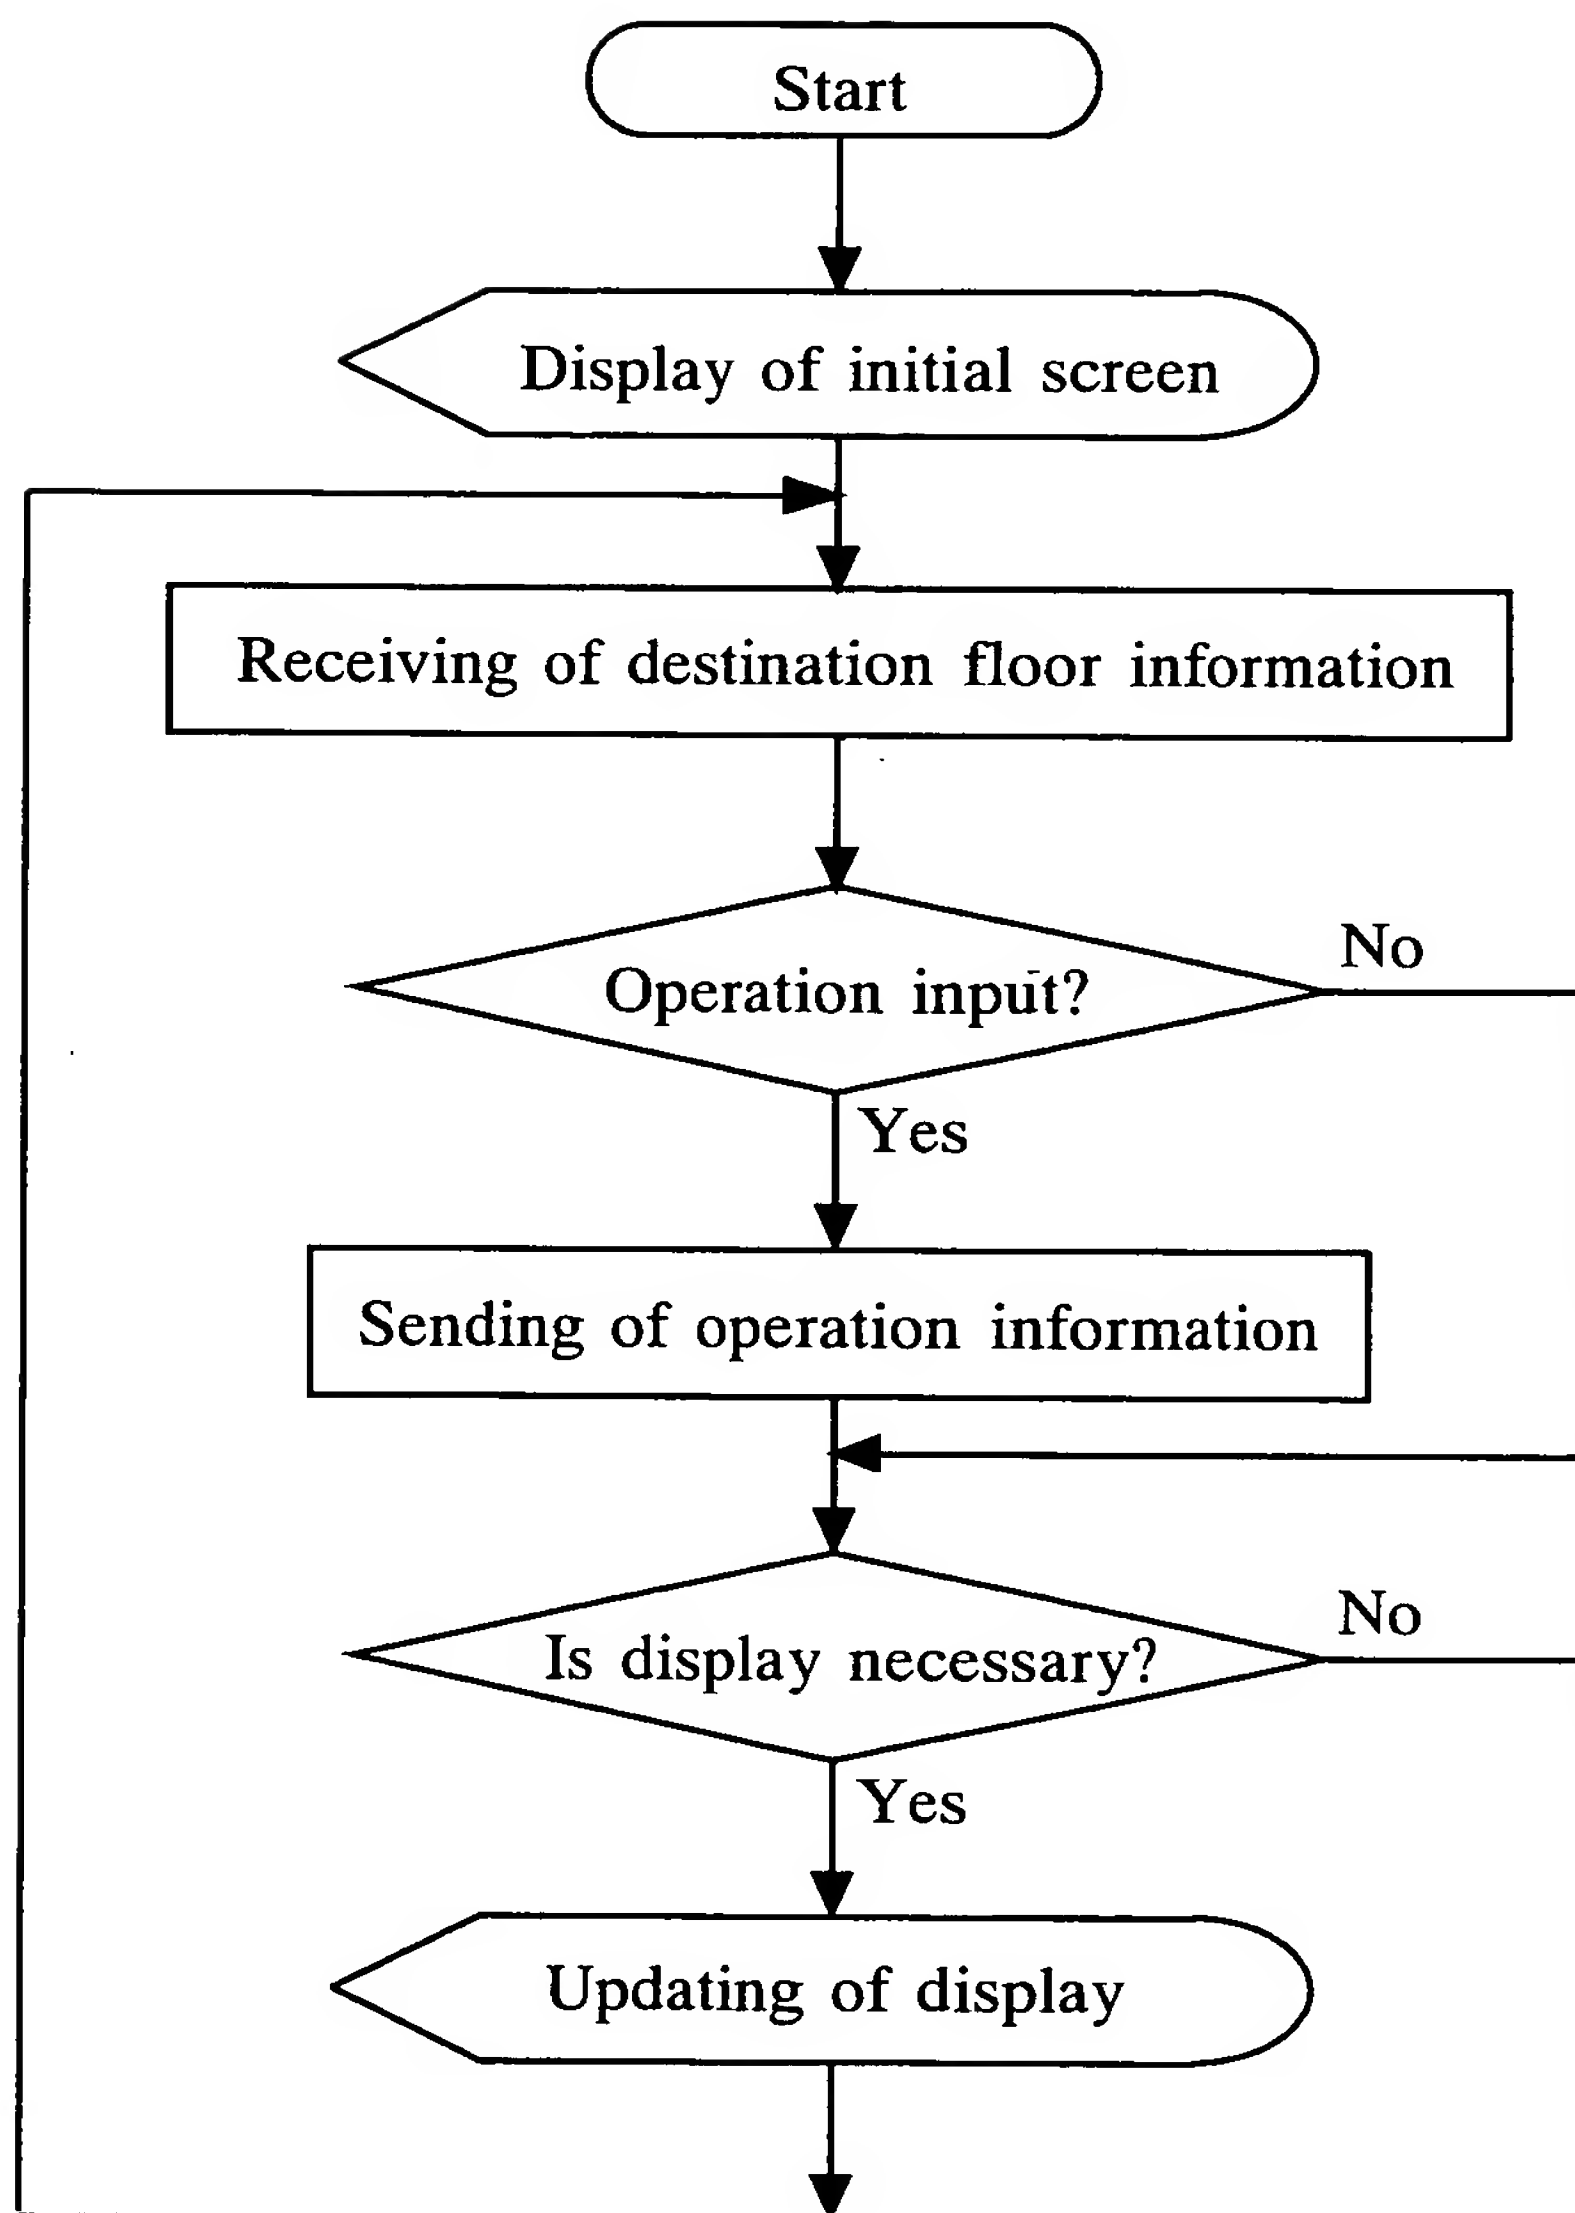 Start
Display of initial screen
Receiving of destination floor information
Operation input?
No
Yes
Sending of operation information
Is display necessary?
No
Yes
Updating of display